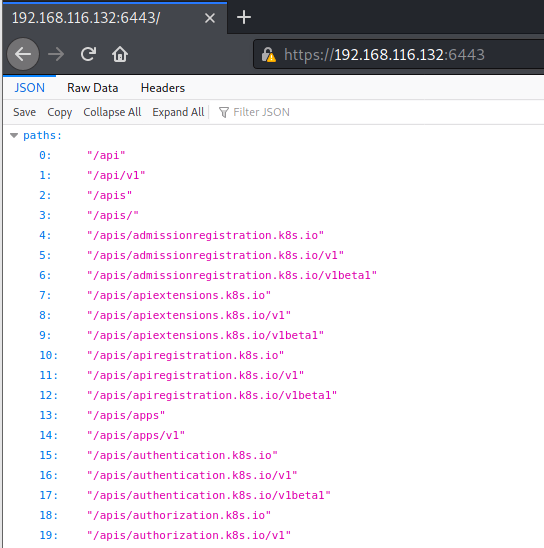 192.168.116.132:6443/
https://192.168.116.132:6443
JSON Raw Data Headers
Save Copy Collapse All Expand All Filter JSON
paths:
0: "/api"
1: "/api/v1"
2: "/apis"
3: "/apis/"
4: "/apis/admissionregistration.k8s.io"
5: "/apis/admissionregistration.k8s.io/v1"
6: "/apis/admissionregistration.k8s.io/v1beta1"
7: "/apis/apiextensions.k8s.io"
8: "/apis/apiextensions.k8s.io/v1"
9: "/apis/apiextensions.k8s.io/v1beta1"
10: "/apis/apiregistration.k8s.io"
11: "/apis/apiregistration.k8s.io/v1"
12: "/apis/apiregistration.k8s.io/v1beta1"
13: "/apis/apps"
14: "/apis/apps/v1"
15: "/apis/authentication.k8s.io"
16: "/apis/authentication.k8s.io/v1"
17: "/apis/authentication.k8s.io/v1beta1"
18: "/apis/authorization.k8s.io"
19: "/apis/authorization.k8s.io/v1"